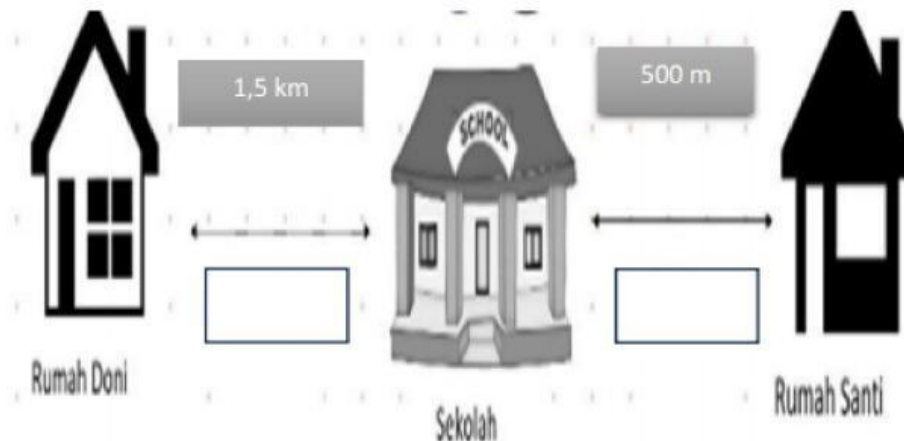 1,5 km
500 m
SCHOOL
Rumah Doni
Sekolah
Rumah Santi